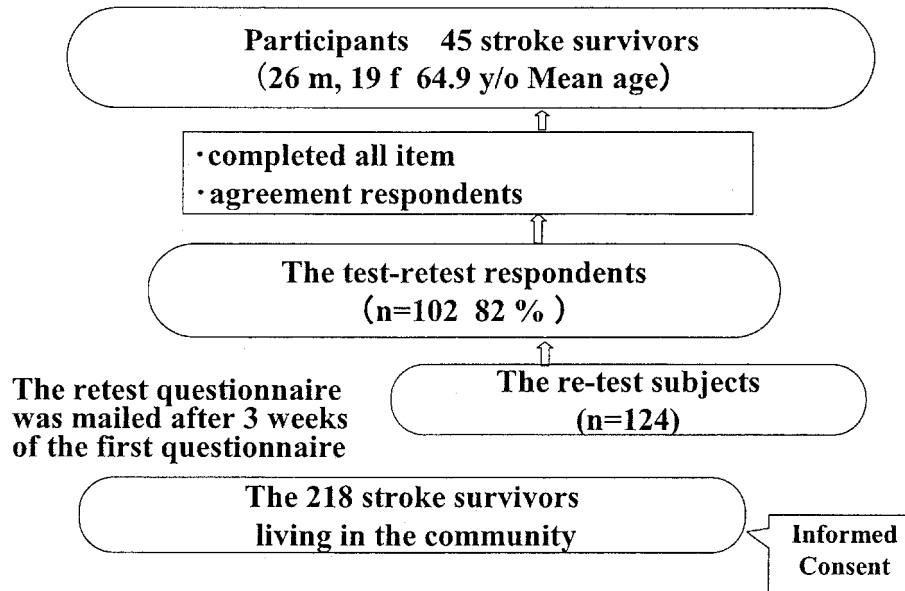 Participants 45 stroke survivors
(26 m, 19 f 64.9 y/o Mean age)
・completed all item
・agreement respondents
The test-retest respondents
(n=102 82 %)
The retest questionnaire
was mailed after 3 weeks
of the first questionnaire
The re-test subjects
(n=124)
The 218 stroke survivors
living in the community
Informed
Consent